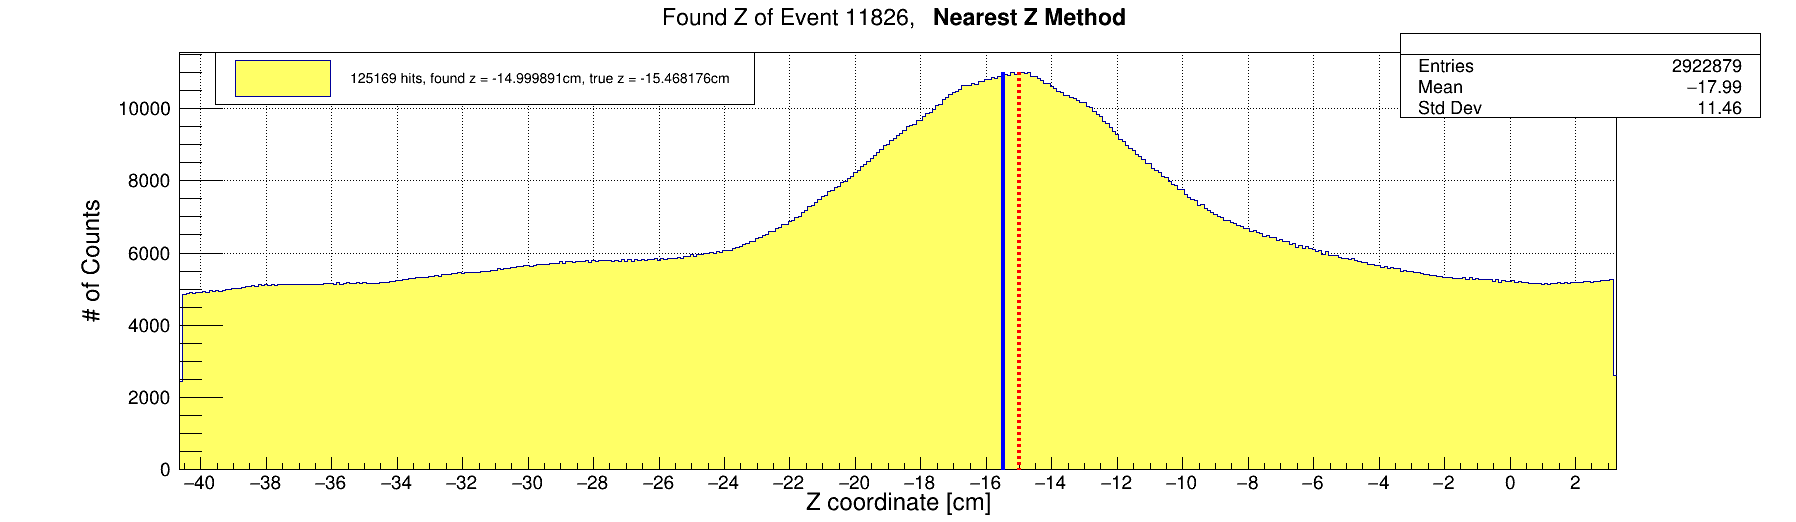 Found Z of Event 11826, Nearest Z Method
125169 hits, found z = -14.999891cm, true z = -15.468176cm
Entries 2922879
Mean −17.99
Std Dev 11.46
# of Counts
10000
8000
6000
4000
2000
0
−40 −38 −36 −34 −32 −30 −28 −26 −24 −22 −20 −18 −16 −14 −12 −10 −8 −6 −4 −2 0 2
Z coordinate [cm]